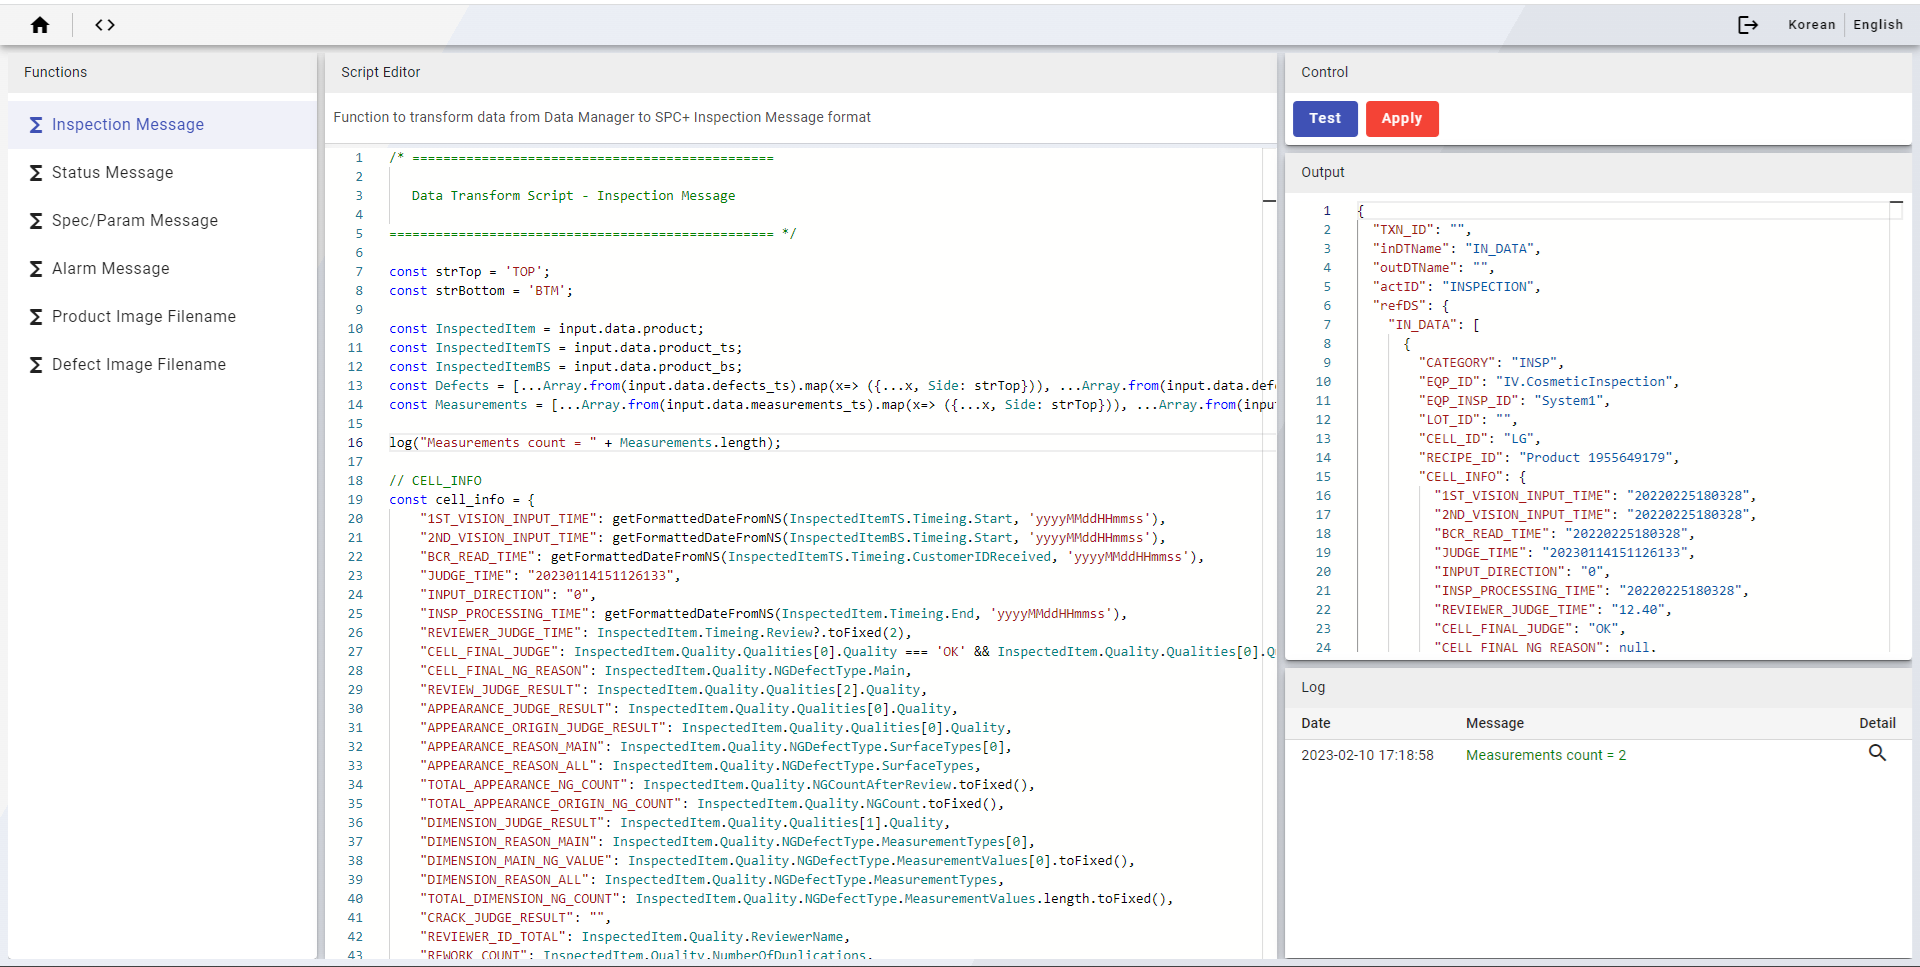 < >
Korean
English
Functions
Inspection Message
Status Message
Spec/Param Message
Alarm Message
Product Image Filename
Defect Image Filename
Script Editor
Function to transform data from Data Manager to SPC+ Inspection Message format
1 /* ===============================================
2
3 Data Transform Script - Inspection Message
4
5 ================================================== */
6
7 const strTop = 'TOP';
8 const strBottom = 'BTM';
9
10 const InspectedItem = input.data.product;
11 const InspectedItemTS = input.data.product_ts;
12 const InspectedItemBS = input.data.product_bs;
13 const Defects = [...Array.from(input.data.defects_ts).map(x=> ({...x, Side: strTop})), ...Array.from(input.data.def
14 const Measurements = [...Array.from(input.data.measurements_ts).map(x=> ({...x, Side: strTop})), ...Array.from(inpu
15
16 log("Measurements count = " + Measurements.length);
17
18 // CELL_INFO
19 const cell_info = {
20 "1ST_VISION_INPUT_TIME": getFormattedDateFromNS(InspectedItemTS.Timeing.Start, 'yyyyMMddHHmmss'),
21 "2ND_VISION_INPUT_TIME": getFormattedDateFromNS(InspectedItemBS.Timeing.Start, 'yyyyMMddHHmmss'),
22 "BCR_READ_TIME": getFormattedDateFromNS(InspectedItemTS.Timeing.CustomerIDReceived, 'yyyyMMddHHmmss'),
23 "JUDGE_TIME": "20230114151126133",
24 "INPUT_DIRECTION": "0",
25 "INSP_PROCESSING_TIME": getFormattedDateFromNS(InspectedItem.Timeing.End, 'yyyyMMddHHmmss'),
26 "REVIEWER_JUDGE_TIME": InspectedItem.Timeing.Review?.toFixed(2),
27 "CELL_FINAL_JUDGE": InspectedItem.Quality.Qualities[0].Quality === 'OK' && InspectedItem.Quality.Qualities[0].Q
28 "CELL_FINAL_NG_REASON": InspectedItem.Quality.NGDefectType.Main,
29 "REVIEW_JUDGE_RESULT": InspectedItem.Quality.Qualities[2].Quality,
30 "APPEARANCE_JUDGE_RESULT": InspectedItem.Quality.Qualities[0].Quality,
31 "APPEARANCE_ORIGIN_JUDGE_RESULT": InspectedItem.Quality.Qualities[0].Quality,
32 "APPEARANCE_REASON_MAIN": InspectedItem.Quality.NGDefectType.SurfaceTypes[0],
33 "APPEARANCE_REASON_ALL": InspectedItem.Quality.NGDefectType.SurfaceTypes,
34 "TOTAL_APPEARANCE_NG_COUNT": InspectedItem.Quality.NGCountAfterReview.toFixed(),
35 "TOTAL_APPEARANCE_ORIGIN_NG_COUNT": InspectedItem.Quality.NGCount.toFixed(),
36 "DIMENSION_JUDGE_RESULT": InspectedItem.Quality.Qualities[1].Quality,
37 "DIMENSION_REASON_MAIN": InspectedItem.Quality.NGDefectType.MeasurementTypes[0],
38 "DIMENSION_MAIN_NG_VALUE": InspectedItem.Quality.NGDefectType.MeasurementValues[0].toFixed(),
39 "DIMENSION_REASON_ALL": InspectedItem.Quality.NGDefectType.MeasurementTypes,
40 "TOTAL_DIMENSION_NG_COUNT": InspectedItem.Quality.NGDefectType.MeasurementValues.length.toFixed(),
41 "CRACK_JUDGE_RESULT": "",
42 "REVIEWER_ID_TOTAL": InspectedItem.Quality.ReviewerName,
43 "REWORK_COUNT": InspectedItem.Quality.NumberOfDuplications,
Control
Test
Apply
Output
1 {
2 "TXN_ID": "",
3 "inDTName": "IN_DATA",
4 "outDTName": "",
5 "actID": "INSPECTION",
6 "refDS": {
7 "IN_DATA": [
8 {
9 "CATEGORY": "INSP",
10 "EQP_ID": "IV.CosmeticInspection",
11 "EQP_INSP_ID": "System1",
12 "LOT_ID": "",
13 "CELL_ID": "LG",
14 "RECIPE_ID": "Product 1955649179",
15 "CELL_INFO": {
16 "1ST_VISION_INPUT_TIME": "20220225180328",
17 "2ND_VISION_INPUT_TIME": "20220225180328",
18 "BCR_READ_TIME": "20220225180328",
19 "JUDGE_TIME": "20230114151126133",
20 "INPUT_DIRECTION": "0",
21 "INSP_PROCESSING_TIME": "20220225180328",
22 "REVIEWER_JUDGE_TIME": "12.40",
23 "CELL_FINAL_JUDGE": "OK",
24 "CELL_FINAL_NG_REASON": null,
Log
Date Message Detail
2023-02-10 17:18:58 Measurements count = 2